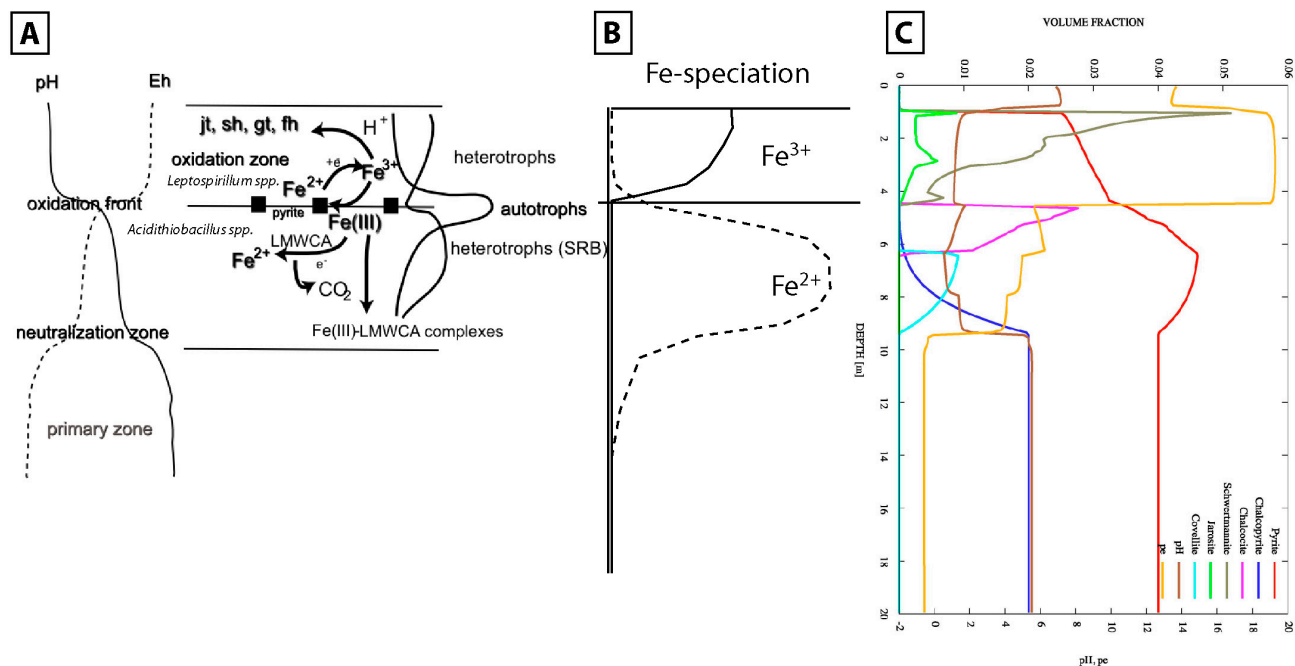 A
pH
Eh
jt, sh, gt, fh
H+
oxidation zone
+e
Fe3+
heterotrophs
Leptospirillum spp.
Fe2+
oxidation front
pyrite
autotrophs
Acidithiobacillus spp.
Fe(III)
LMWCA
heterotrophs (SRB)
Fe2+
e-
CO2
neutralization zone
Fe(III)-LMWCA complexes
primary zone
B
Fe-speciation
Fe3+
Fe2+
C
VOLUME FRACTION
0
0.01
0.02
0.03
0.04
0.05
0.06
0
2
4
6
8
10
12
14
16
18
20
DEPTH [m]
Pyrite
Chalcopyrite
Chalcocite
Schwertmannite
Jarosite
Covellite
pH
pe
-2
0
2
4
6
8
10
12
14
16
18
20
pH, pe